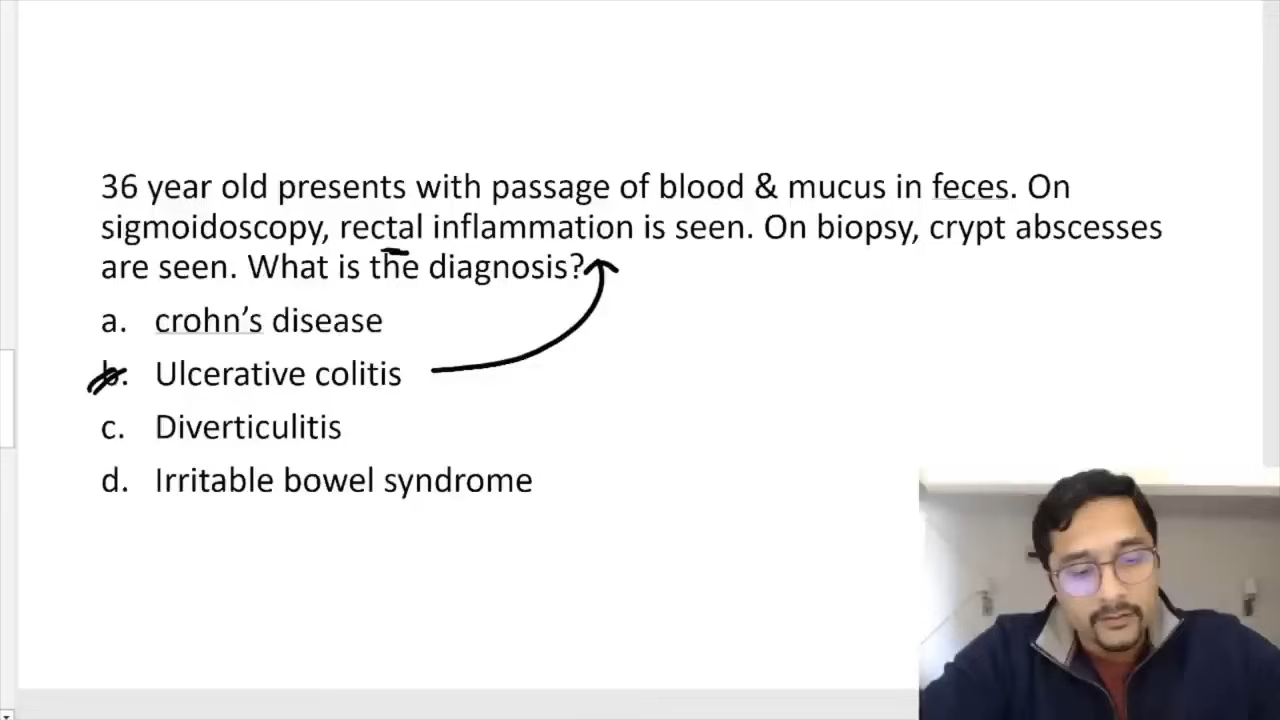 36 year old presents with passage of blood & mucus in feces. On
sigmoidoscopy, rectal inflammation is seen. On biopsy, crypt abscesses
are seen. What is the diagnosis?
a. crohn's disease
b. Ulcerative colitis
c. Diverticulitis
d. Irritable bowel syndrome